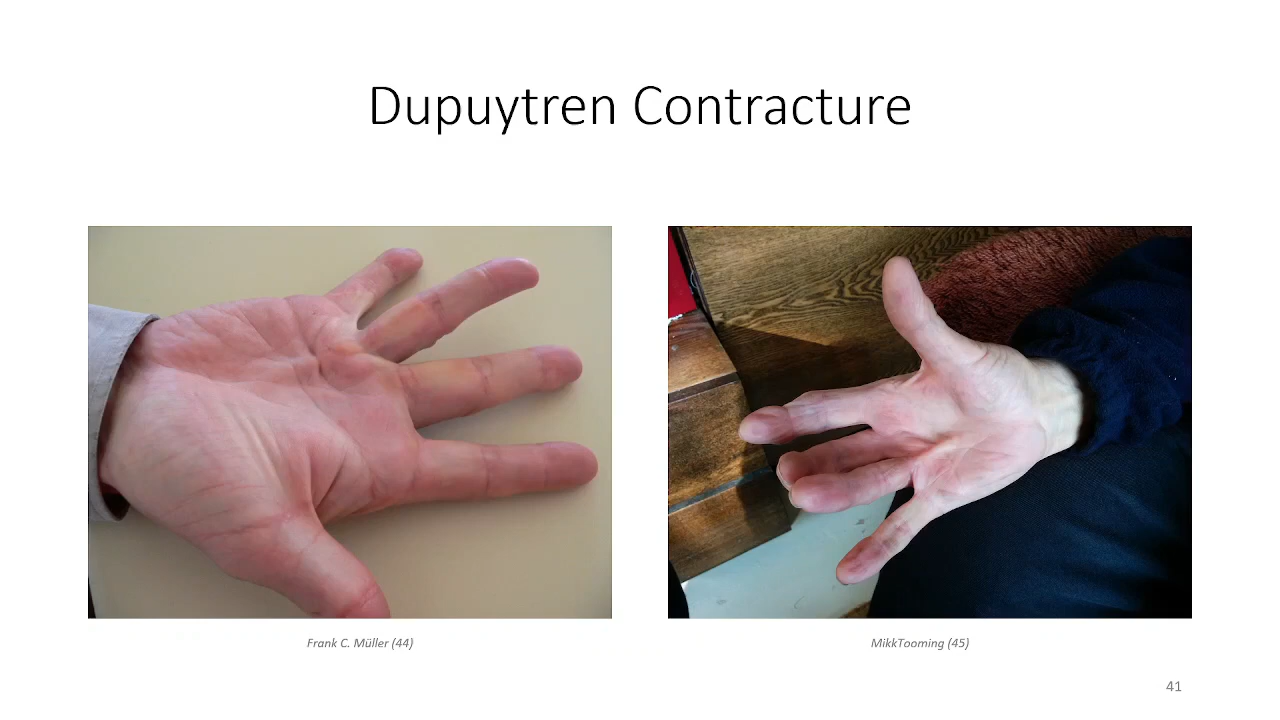 Dupuytren Contracture
Frank C. Müller (44)
MikkTooming (45)
41